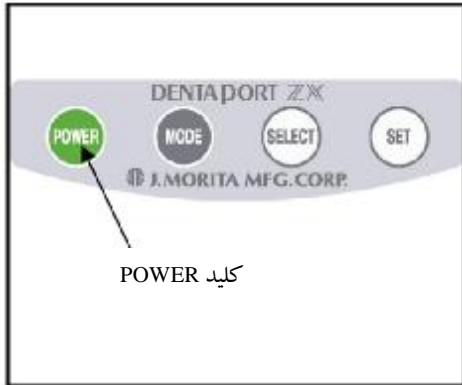 DENTAPORT ZX
POWER MODE SELECT SET
J.MORITA MFG.CORP.
کلید POWER